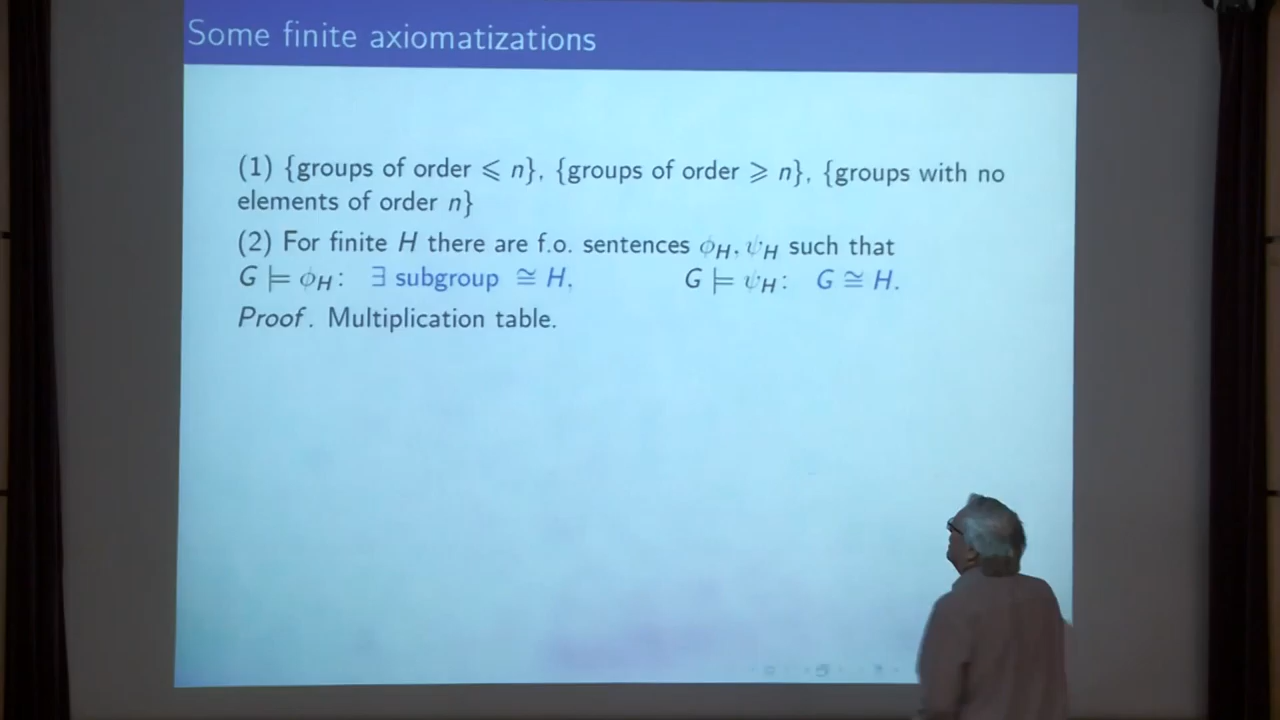 Some finite axiomatizations
(1) {groups of order ⩽ n}, {groups of order ⩾ n}, {groups with no
elements of order n}
(2) For finite H there are f.o. sentences ϕ_H, ψ_H such that
G ⊨ ϕ_H: ∃ subgroup ≅ H, G ⊨ ψ_H: G ≅ H.
Proof. Multiplication table.